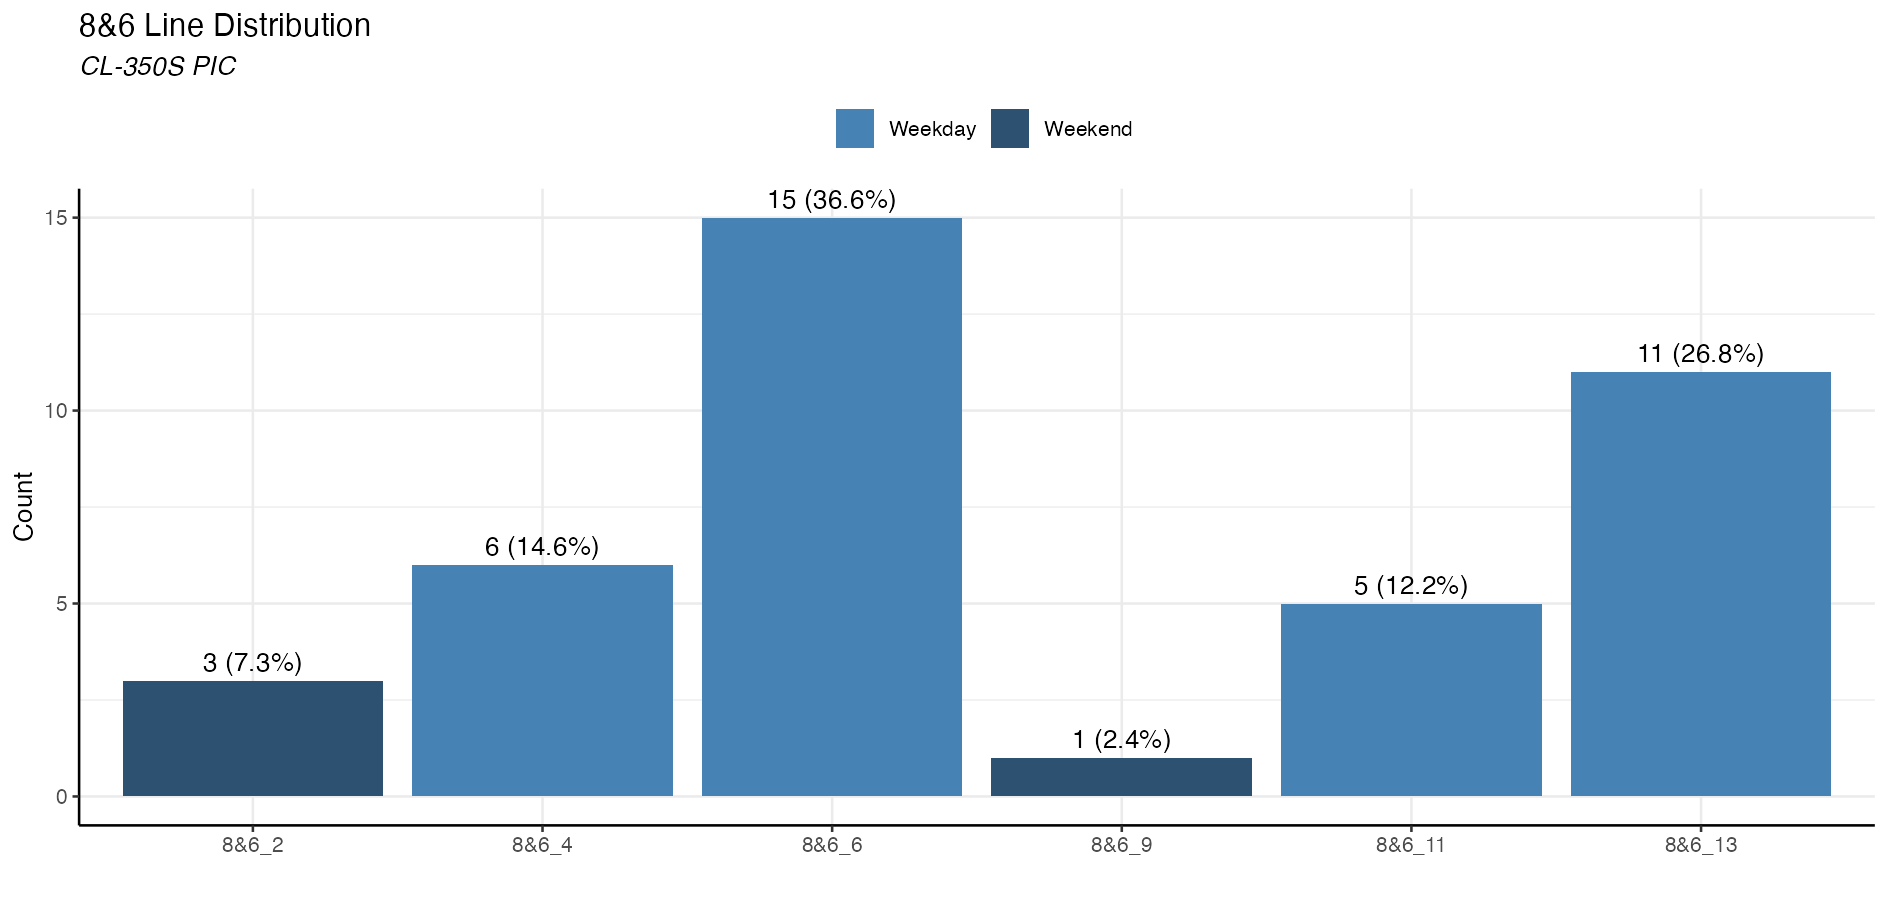 8&6 Line Distribution
CL-350S PIC
Weekday Weekend
15 (36.6%)
11 (26.8%)
6 (14.6%)
5 (12.2%)
3 (7.3%)
1 (2.4%)
Count
15
10
5
0
8&6_2 8&6_4 8&6_6 8&6_9 8&6_11 8&6_13